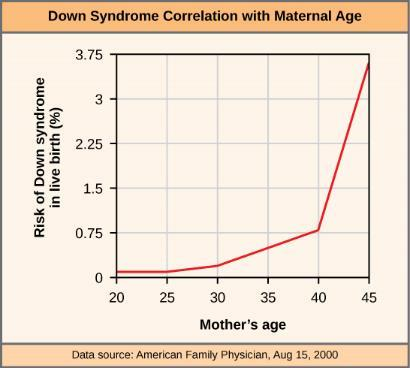 Down Syndrome Correlation with Maternal Age
Risk of Down syndrome
in live birth (%)
3.75
3
2.25
1.5
0.75
0
20 25 30 35 40 45
Mother's age
Data source: American Family Physician, Aug 15, 2000